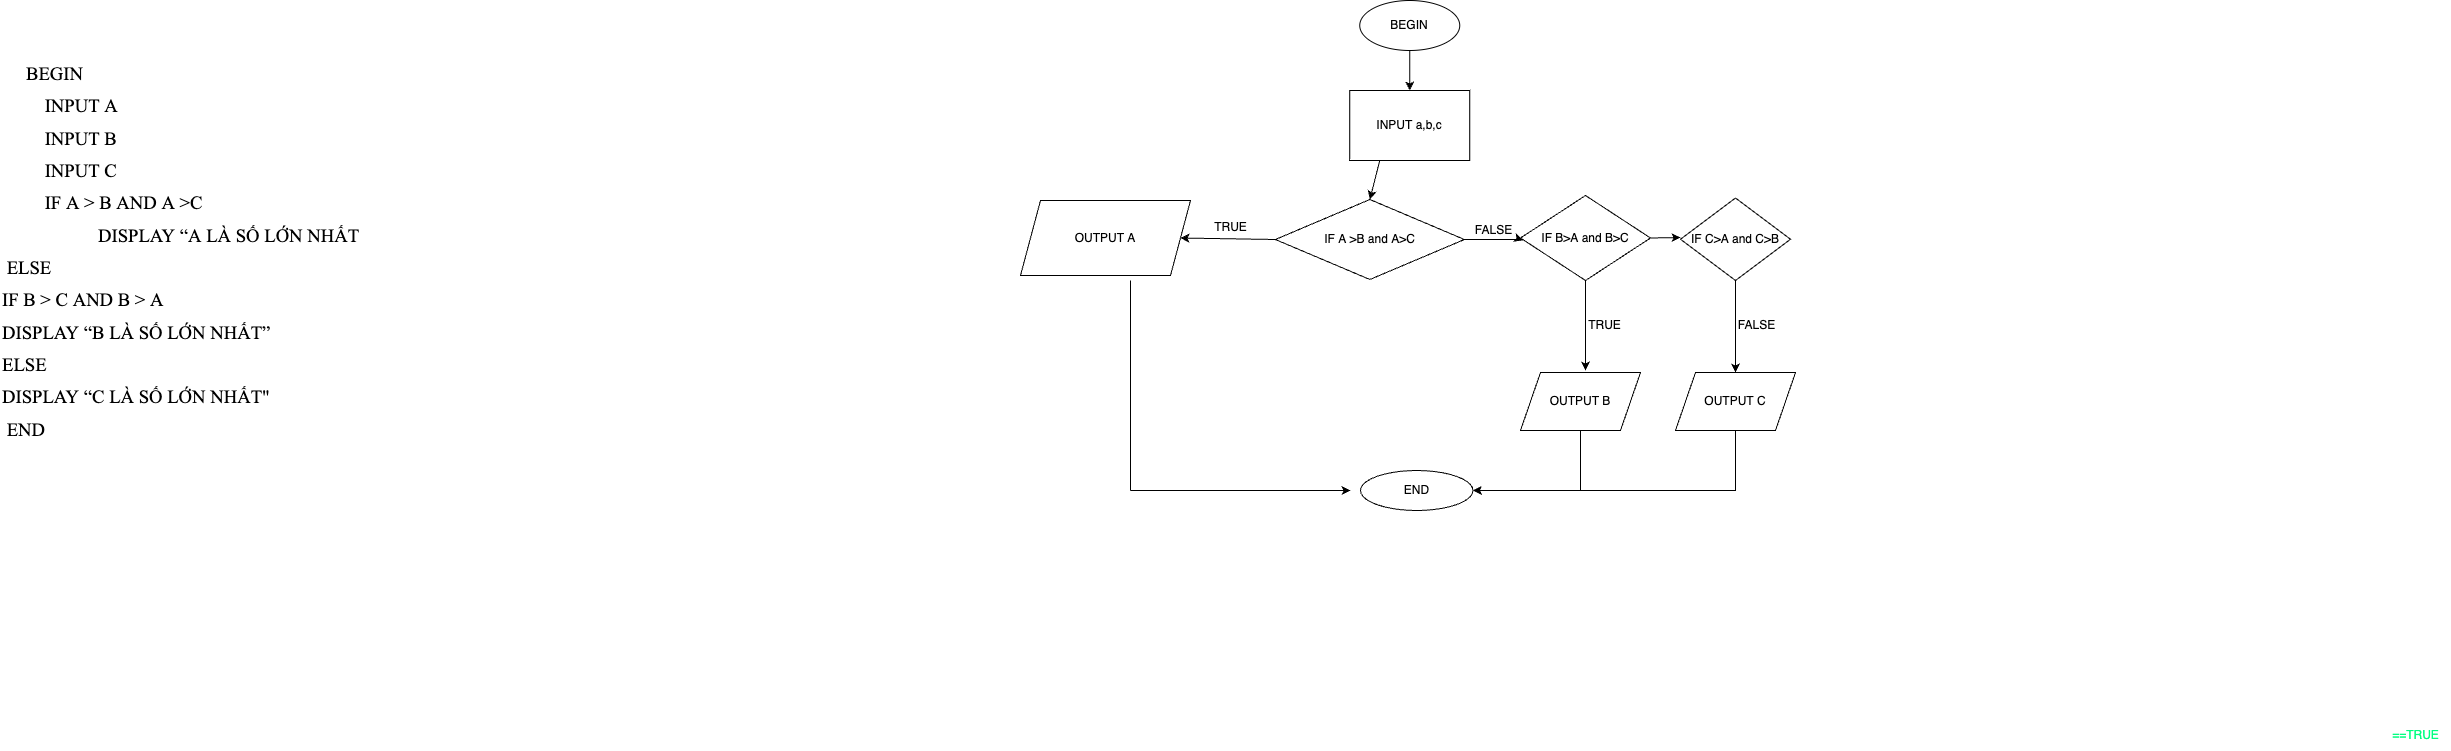 BEGIN
INPUT A
INPUT B
INPUT C
IF A > B AND A >C
DISPLAY “A LÀ SỐ LỚN NHẤT
ELSE
IF B > C AND B > A
DISPLAY “B LÀ SỐ LỚN NHẤT”
ELSE
DISPLAY “C LÀ SỐ LỚN NHẤT"
END
BEGIN
INPUT a,b,c
OUTPUT A
TRUE
IF A >B and A>C
FALSE
IF B>A and B>C
IF C>A and C>B
TRUE
FALSE
OUTPUT B
OUTPUT C
END
==TRUE